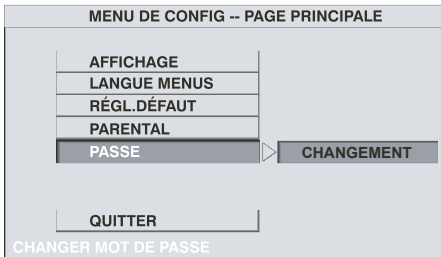 MENU DE CONFIG -- PAGE PRINCIPALE
AFFICHAGE
LANGUE MENUS
RÉGL.DÉFAUT
PARENTAL
PASSE CHANGEMENT
QUITTER
CHANGER MOT DE PASSE